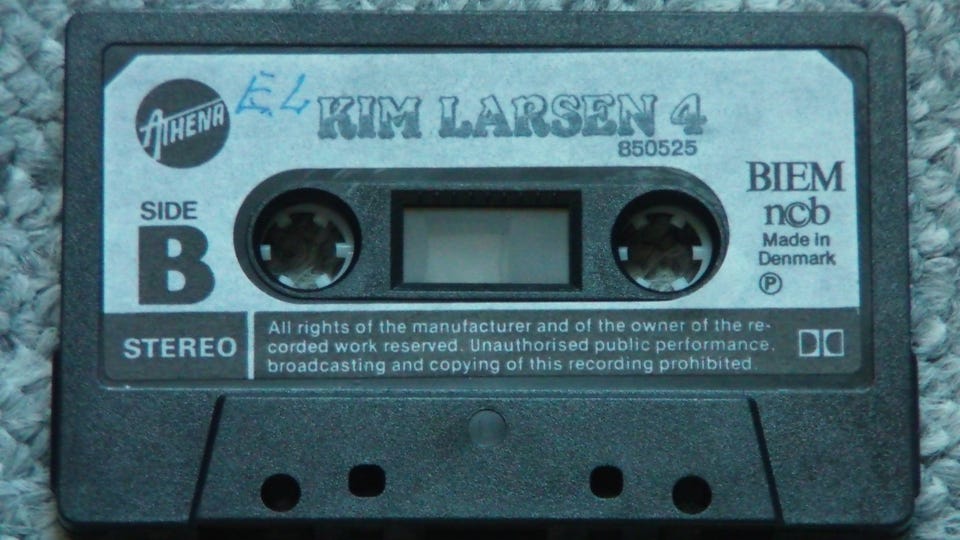 ATHENA
EL
KIM LARSEN 4
850525
BIEM
ncb
Made in
Denmark
℗
SIDE
B
STEREO
All rights of the manufacturer and of the owner of the re-
corded work reserved. Unauthorised public performance,
broadcasting and copying of this recording prohibited.